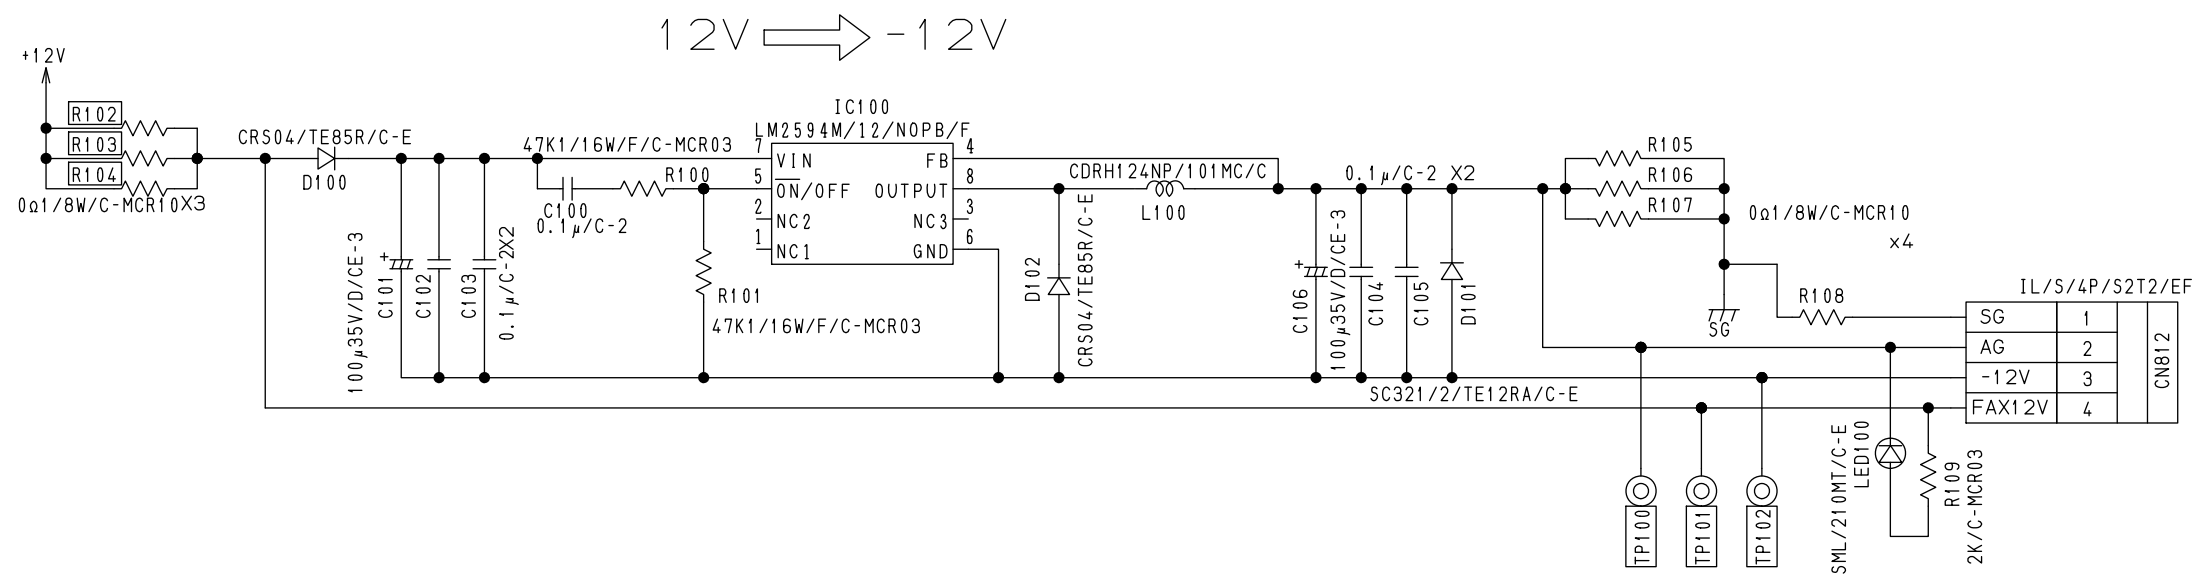 12V -12V
+12V
R102
R103
R104
0Ω1/8W/C-MCR10X3
CRS04/TE85R/C-E
D100
100μ35V/D/CE-3
+
C101
C102
C103
0.1μ/C-2X2
47K1/16W/F/C-MCR03
C100
0.1μ/C-2
R100
R101
47K1/16W/F/C-MCR03
IC100
LM2594M/12/NOPB/F
7 VIN FB 4
5 ON/OFF OUTPUT 8
2 NC2 NC3 3
1 NC1 GND 6
D102
CRS04/TE85R/C-E
CDRH124NP/101MC/C
L100
0.1μ/C-2 X2
+
C106
100μ35V/D/CE-3
C104
C105
D101
SC321/2/TE12RA/C-E
R105
R106
R107
0Ω1/8W/C-MCR10
x4
SG
R108
IL/S/4P/S2T2/EF
SG 1
AG 2
-12V 3
FAX12V 4
CN812
TP100
TP101
TP102
SML/210MT/C-E
LED100
R109
2K/C-MCR03